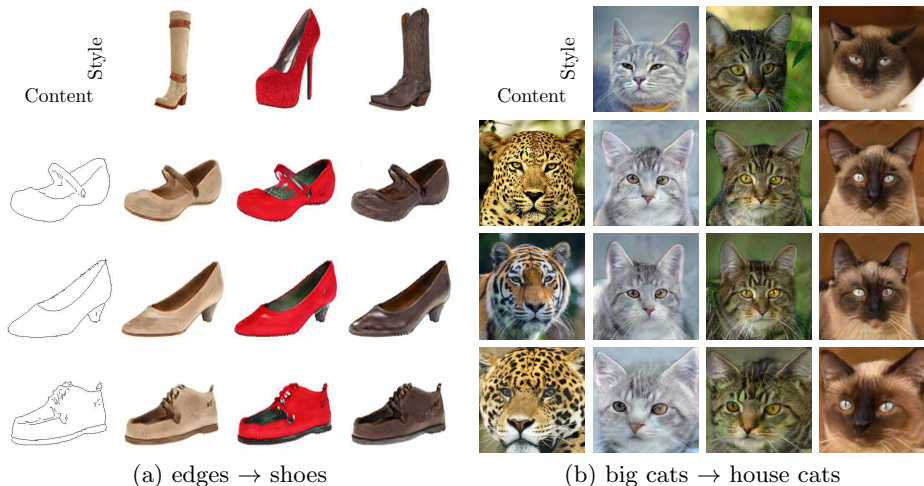 Style
Content
Style
Content
(a) edges → shoes
(b) big cats → house cats